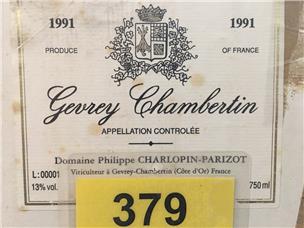 1991 1991
PRODUCE OF FRANCE
Gevrey Chambertin
APPELLATION CONTROLÉE
Domaine Philippe CHARLOPIN-PARIZOT
L:00001 Viticulteur à Gevrey-Chambertin (Côte d'Or) France
13% vol. 750 ml
379